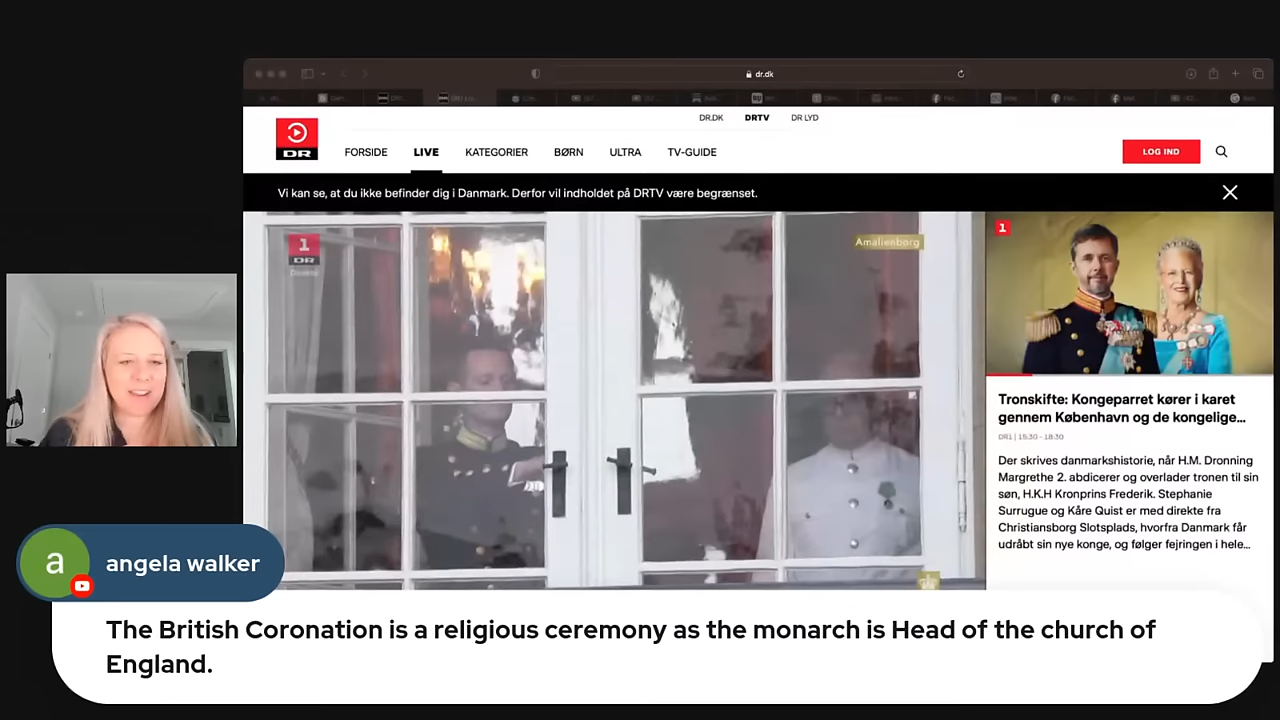 dr.dk
DR.DK DRTV DR LYD
DR
FORSIDE LIVE KATEGORIER BØRN ULTRA TV-GUIDE
LOG IND
Vi kan se, at du ikke befinder dig i Danmark. Derfor vil indholdet på DRTV være begrænset.
1
DR
Direkte
Amalienborg
1
Tronskifte: Kongeparret kører i karet
gennem København og de kongelige...
DR1 | 15:30 - 18:30
Der skrives danmarkshistorie, når H.M. Dronning
Margrethe 2. abdicerer og overlader tronen til sin
søn, H.K.H Kronprins Frederik. Stephanie
Surrugue og Kåre Quist er med direkte fra
Christiansborg Slotsplads, hvorfra Danmark får
udråbt sin nye konge, og følger fejringen i hele...
a
angela walker
The British Coronation is a religious ceremony as the monarch is Head of the church of
England.